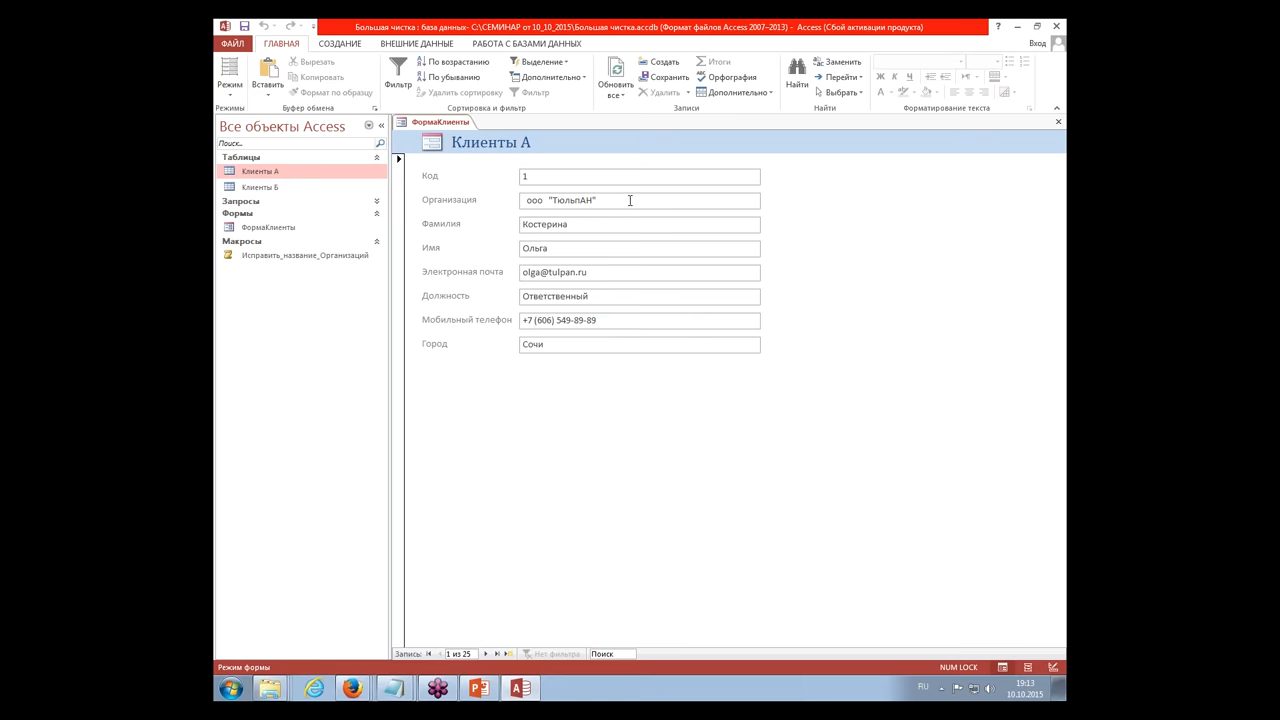 Большая чистка : база данных- C:\СЕМИНАР от 10_10_2015\Большая чистка.accdb (Формат файлов Access 2007–2013) - Access (Сбой активации продукта)
ФАЙЛ ГЛАВНАЯ СОЗДАНИЕ ВНЕШНИЕ ДАННЫЕ РАБОТА С БАЗАМИ ДАННЫХ Вход
Режим
Режимы
Вставить
Вырезать
Копировать
Формат по образцу
Буфер обмена
Фильтр
По возрастанию
По убыванию
Удалить сортировку
Выделение
Дополнительно
Фильтр
Сортировка и фильтр
Обновить
все
Создать
Сохранить
Удалить
Итоги
Орфография
Дополнительно
Записи
Найти
Заменить
Перейти
Выбрать
Найти
Ж К Ч
Форматирование текста
Все объекты Access
Поиск...
Таблицы
Клиенты А
Клиенты Б
Запросы
Формы
ФормаКлиенты
Макросы
Исправить_название_Организаций
ФормаКлиенты
Клиенты А
Код 1
Организация ооо "ТюльпАН"
Фамилия Костерина
Имя Ольга
Электронная почта olga@tulpan.ru
Должность Ответственный
Мобильный телефон +7 (606) 549-89-89
Город Сочи
Запись: 1 из 25 Нет фильтра Поиск
Режим формы NUM LOCK
RU 19:13
10.10.2015